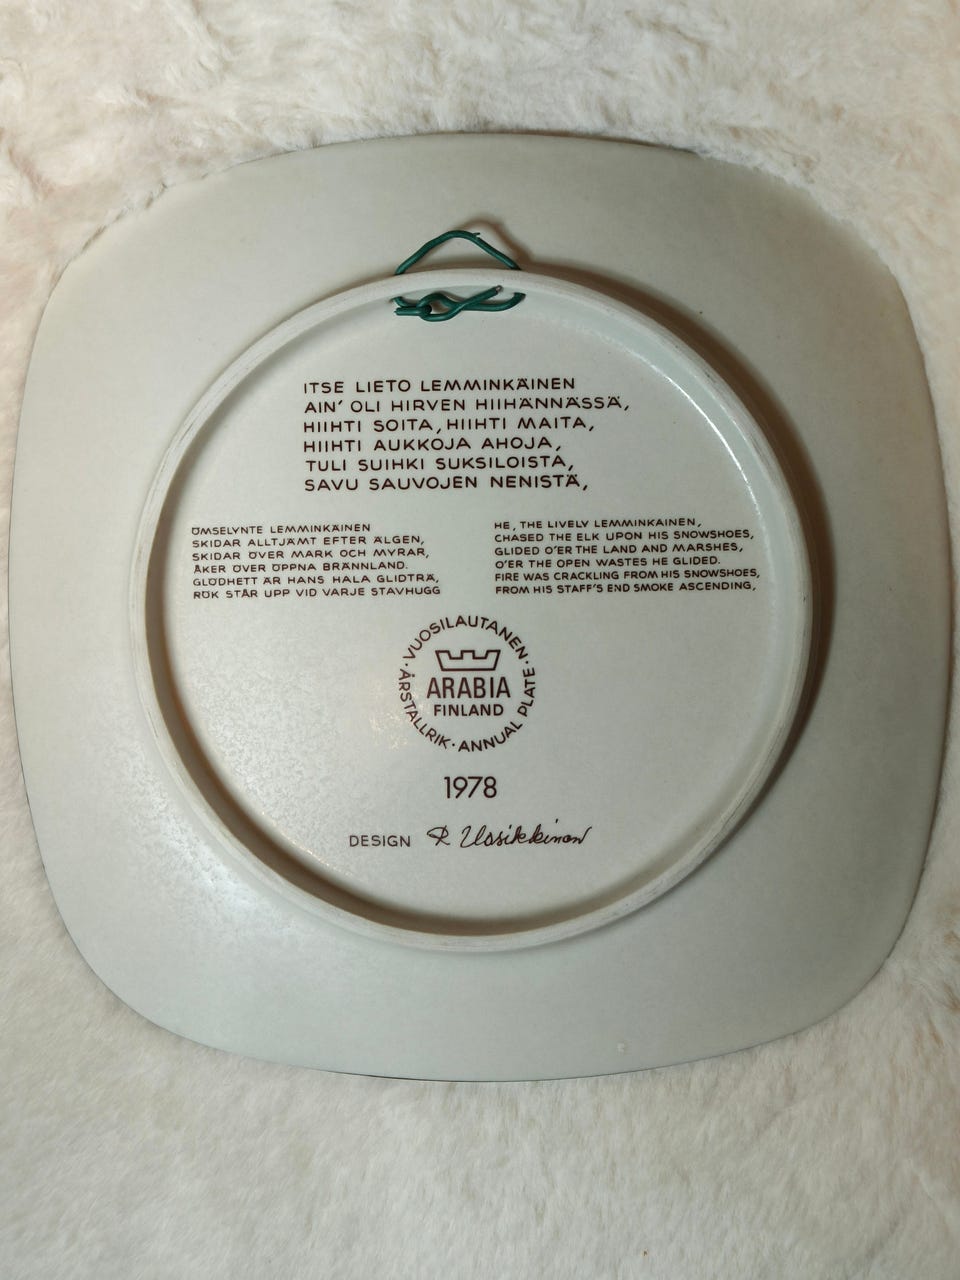 ITSE LIETO LEMMINKÄINEN
AIN' OLI HIRVEN HIIHÄNNÄSSÄ,
HIIHTI SOITA, HIIHTI MAITA,
HIIHTI AUKKOJA AHOJA,
TULI SUIHKI SUKSILOISTA,
SAVU SAUVOJEN NENISTÄ,
ÖMSELYNTE LEMMINKÄINEN
SKIDAR ALLTJÄMT EFTER ÄLGEN,
SKIDAR ÖVER MARK OCH MYRAR,
ÅKER ÖVER ÖPPNA BRÄNNLAND.
GLÖDHETT ÄR HANS HALA GLIDTRÄ,
RÖK STÅR UPP VID VARJE STAVHUGG
HE, THE LIVELY LEMMINKAINEN,
CHASED THE ELK UPON HIS SNOWSHOES,
GLIDED O'ER THE LAND AND MARSHES,
O'ER THE OPEN WASTES HE GLIDED.
FIRE WAS CRACKLING FROM HIS SNOWSHOES,
FROM HIS STAFF'S END SMOKE ASCENDING,
· VUOSILAUTANEN ·
ARABIA
FINLAND
ÅRSTALLRIK · ANNUAL PLATE
1978
DESIGN R Uosikkinen